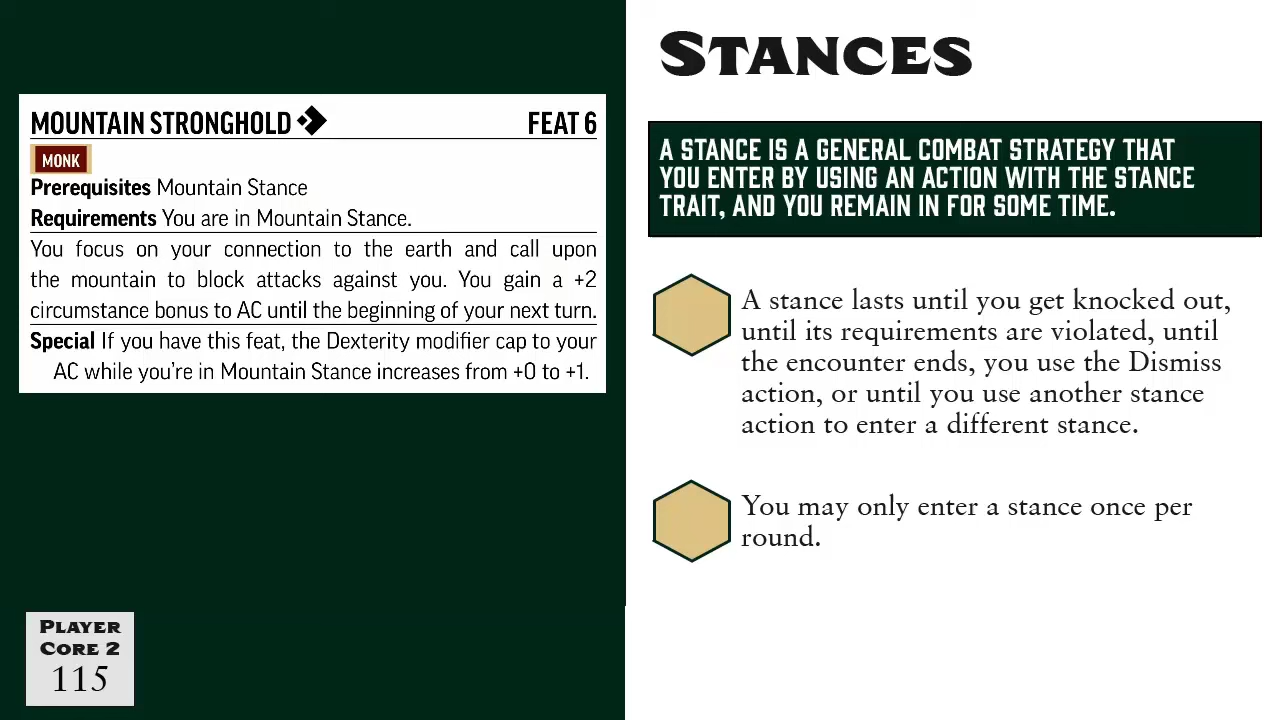 MOUNTAIN STRONGHOLD FEAT 6
MONK
Prerequisites Mountain Stance
Requirements You are in Mountain Stance.
You focus on your connection to the earth and call upon
the mountain to block attacks against you. You gain a +2
circumstance bonus to AC until the beginning of your next turn.
Special If you have this feat, the Dexterity modifier cap to your
AC while you're in Mountain Stance increases from +0 to +1.
PLAYER
CORE 2
115
STANCES
A STANCE IS A GENERAL COMBAT STRATEGY THAT
YOU ENTER BY USING AN ACTION WITH THE STANCE
TRAIT, AND YOU REMAIN IN FOR SOME TIME.
A stance lasts until you get knocked out,
until its requirements are violated, until
the encounter ends, you use the Dismiss
action, or until you use another stance
action to enter a different stance.
You may only enter a stance once per
round.